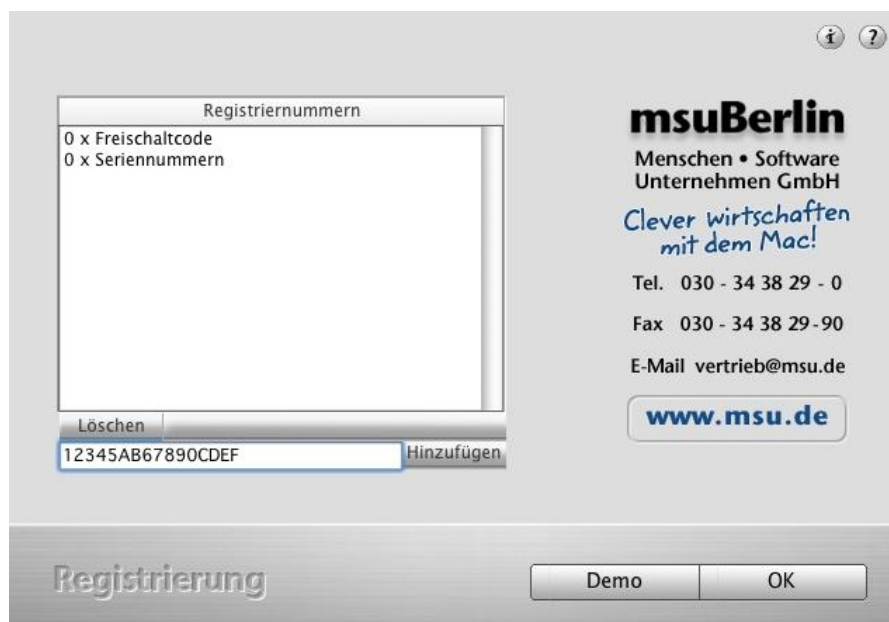 i ?
Registriernummern
0 x Freischaltcode
0 x Seriennummern
Löschen
12345AB67890CDEF
Hinzufügen
msuBerlin
Menschen • Software
Unternehmen GmbH
Clever wirtschaften
mit dem Mac!
Tel. 030 - 34 38 29 - 0
Fax 030 - 34 38 29-90
E-Mail vertrieb@msu.de
www.msu.de
Registrierung
Demo
OK